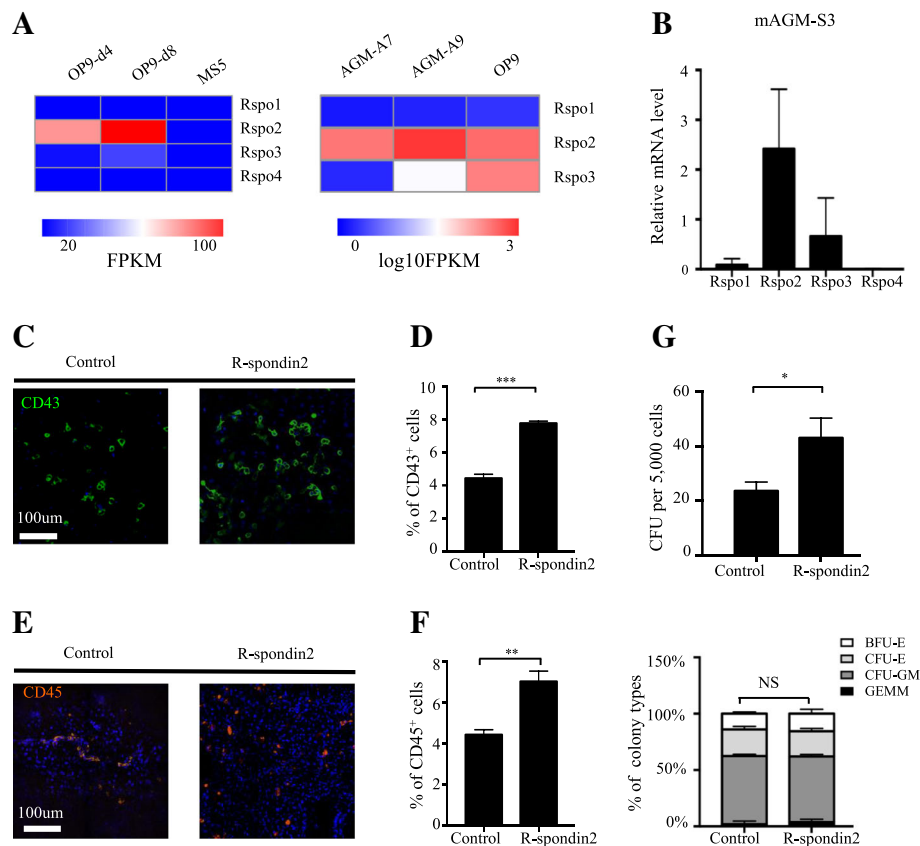 A
OP9-d4 OP9-d8 MS5
Rspo1
Rspo2
Rspo3
Rspo4
20 100
FPKM
AGM-A7 AGM-A9 OP9
Rspo1
Rspo2
Rspo3
0 3
log10FPKM
B
mAGM-S3
Relative mRNA level
4
3
2
1
0
Rspo1 Rspo2 Rspo3 Rspo4
C
Control R-spondin2
CD43
100um
D
% of CD43+ cells
10
8
6
4
2
0
***
Control R-spondin2
G
CFU per 5,000 cells
60
40
20
0
*
Control R-spondin2
E
Control R-spondin2
CD45
100um
F
% of CD45+ cells
8
6
4
2
0
**
Control R-spondin2
BFU-E
CFU-E
CFU-GM
GEMM
% of colony types
150%
100%
50%
0%
NS
Control R-spondin2